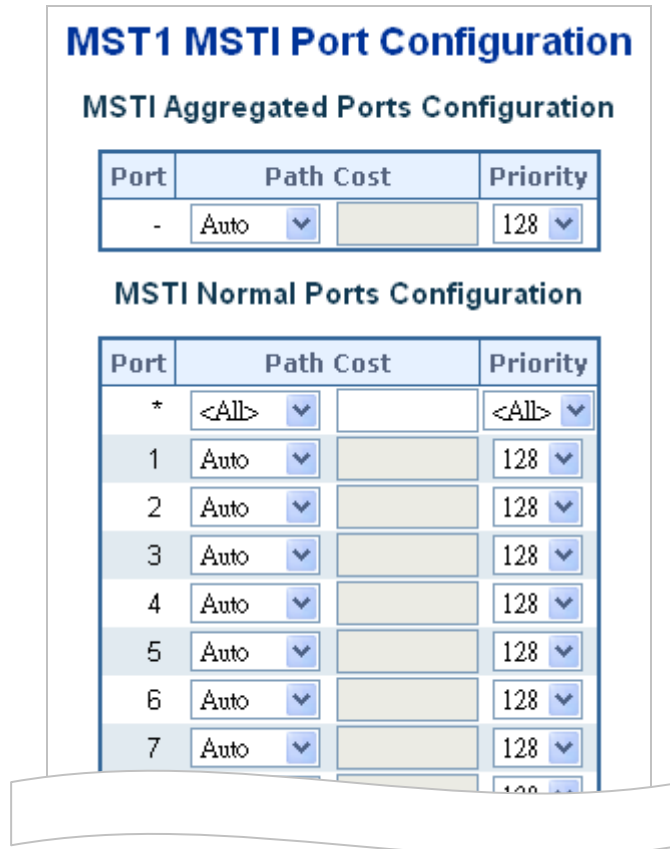 MST1 MSTI Port Configuration
MSTI Aggregated Ports Configuration
Port Path Cost Priority
- Auto 128
MSTI Normal Ports Configuration
Port Path Cost Priority
* <All> <All>
1 Auto 128
2 Auto 128
3 Auto 128
4 Auto 128
5 Auto 128
6 Auto 128
7 Auto 128